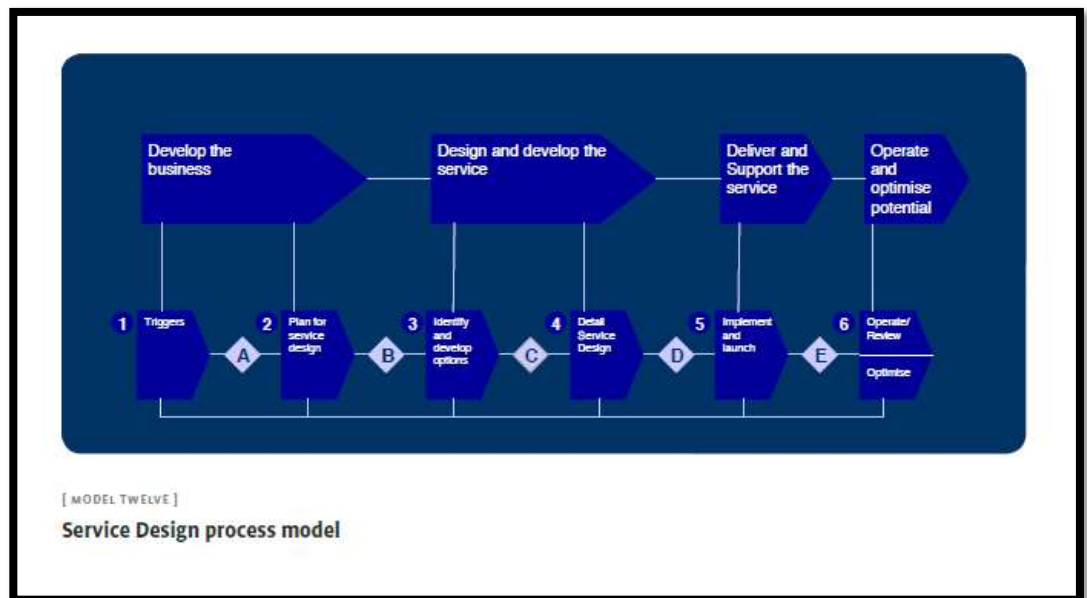 Develop the
business
Design and develop the
service
Deliver and
Support the
service
Operate
and
optimise
potential
1
Triggers
A
2
Plan for
service
design
B
3
Identify
and
develop
options
C
4
Detail
Service
Design
D
5
Implement
and
launch
E
6
Operate/
Review
Optimise
[ MODEL TWELVE ]
Service Design process model